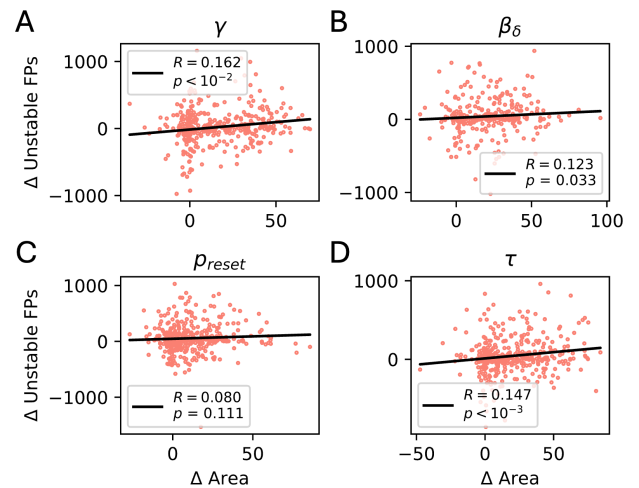 A
γ
Δ Unstable FPs
1000
0
−1000
R = 0.162
p < 10⁻²
0
50
B
β_δ
1000
0
−1000
R = 0.123
p = 0.033
0
50
100
C
p_reset
Δ Unstable FPs
1000
0
−1000
R = 0.080
p = 0.111
0
50
Δ Area
D
τ
1000
0
R = 0.147
p < 10⁻³
−50
0
50
Δ Area